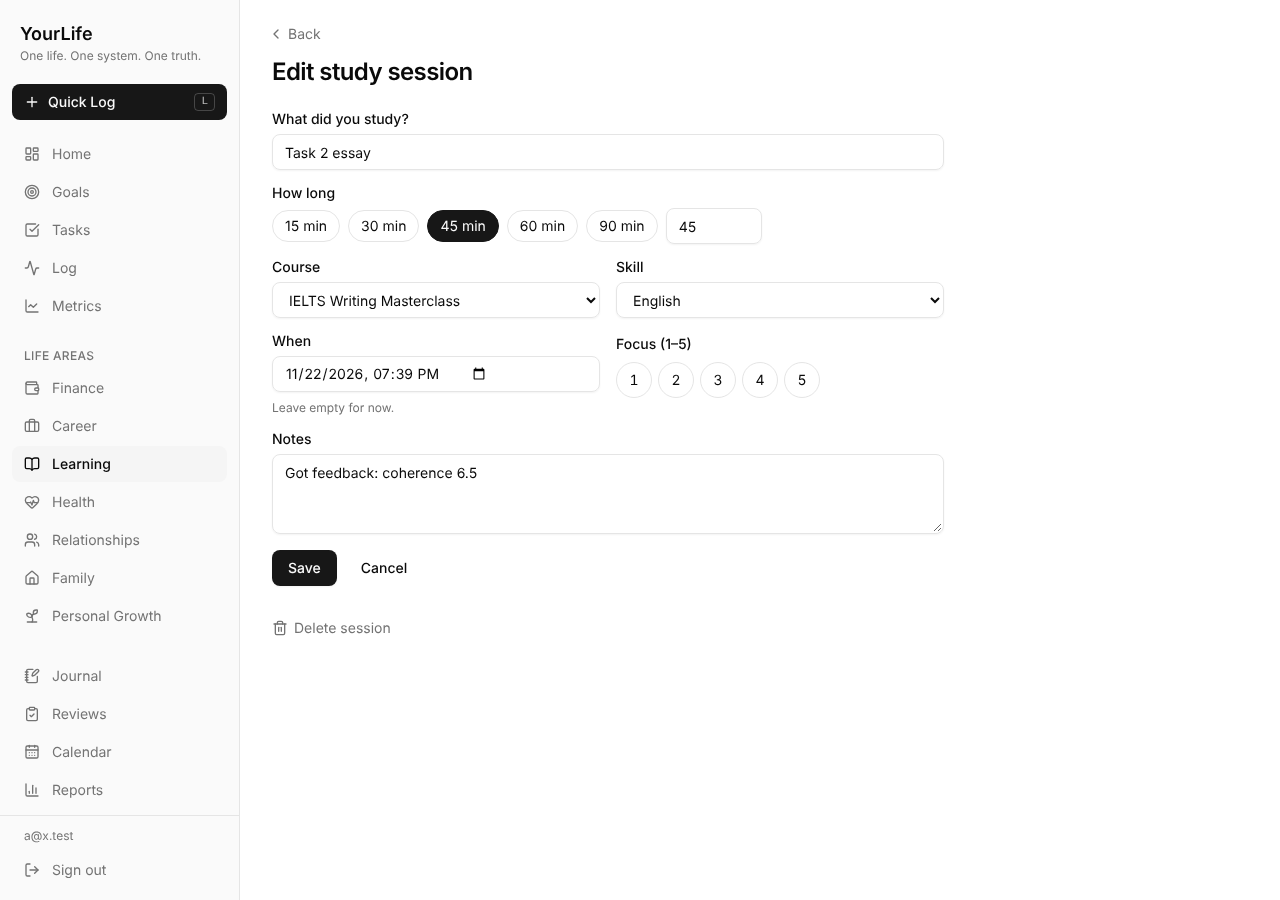 YourLife
One life. One system. One truth.
Quick Log L
Home
Goals
Tasks
Log
Metrics
LIFE AREAS
Finance
Career
Learning
Health
Relationships
Family
Personal Growth
Journal
Reviews
Calendar
Reports
a@x.test
Sign out
Back
Edit study session
What did you study?
Task 2 essay
How long
15 min 30 min 45 min 60 min 90 min 45
Course Skill
IELTS Writing Masterclass English
When Focus (1–5)
11/22/2026, 07:39 PM 1 2 3 4 5
Leave empty for now.
Notes
Got feedback: coherence 6.5
Save Cancel
Delete session